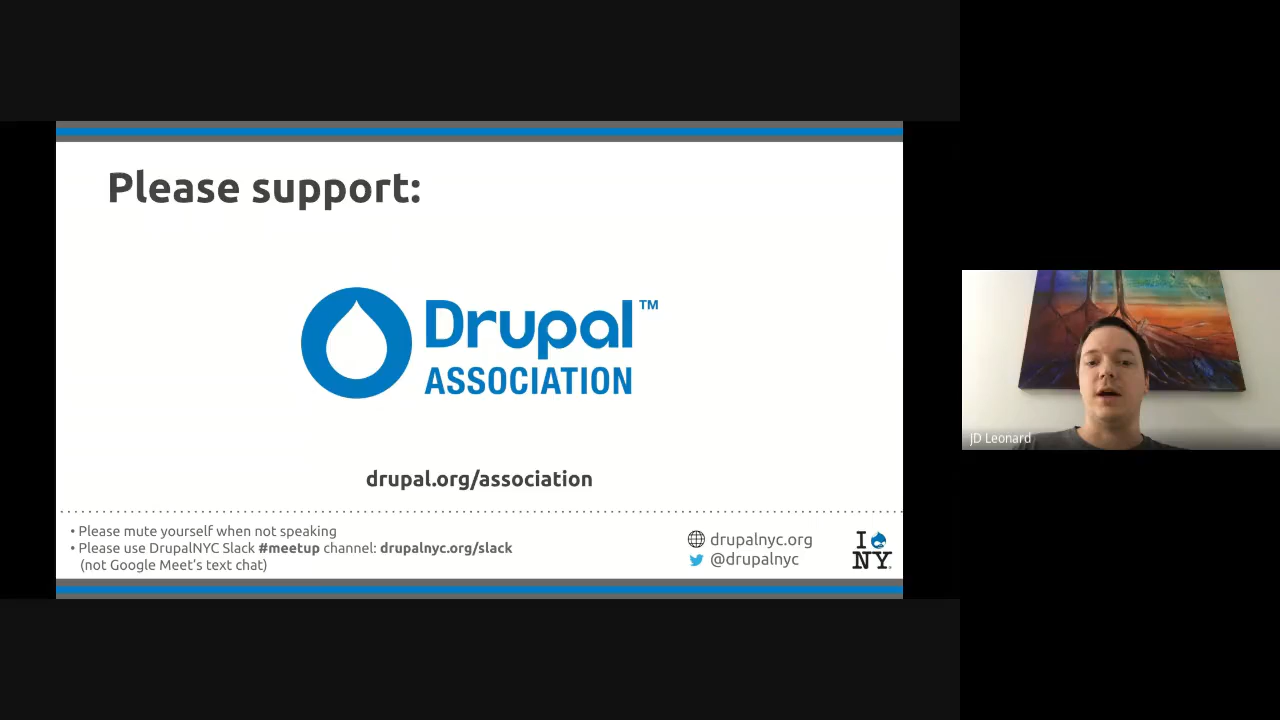 Please support:
Drupal™
ASSOCIATION
drupal.org/association
• Please mute yourself when not speaking
• Please use DrupalNYC Slack #meetup channel: drupalnyc.org/slack
(not Google Meet's text chat)
drupalnyc.org
@drupalnyc
I
NY.
JD Leonard